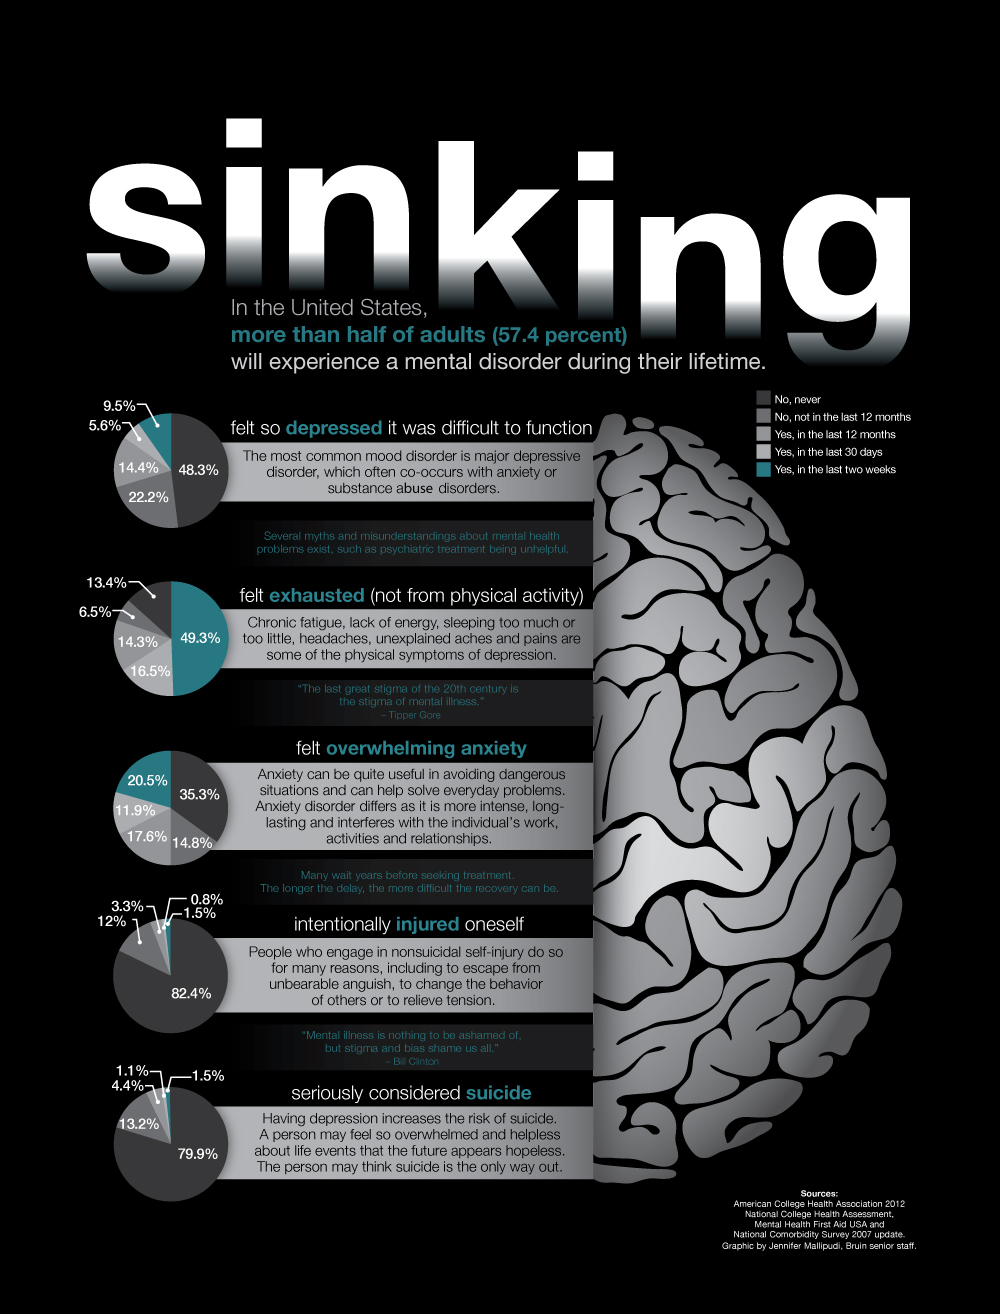 sinking
In the United States,
more than half of adults (57.4 percent)
will experience a mental disorder during their lifetime.
No, never
No, not in the last 12 months
Yes, in the last 12 months
Yes, in the last 30 days
Yes, in the last two weeks
9.5%
5.6%
14.4%
48.3%
22.2%
felt so depressed it was difficult to function
The most common mood disorder is major depressive
disorder, which often co-occurs with anxiety or
substance abuse disorders.
Several myths and misunderstandings about mental health
problems exist, such as psychiatric treatment being unhelpful.
13.4%
6.5%
14.3%
49.3%
16.5%
felt exhausted (not from physical activity)
Chronic fatigue, lack of energy, sleeping too much or
too little, headaches, unexplained aches and pains are
some of the physical symptoms of depression.
“The last great stigma of the 20th century is
the stigma of mental illness.”
– Tipper Gore
20.5%
35.3%
11.9%
17.6%
14.8%
felt overwhelming anxiety
Anxiety can be quite useful in avoiding dangerous
situations and can help solve everyday problems.
Anxiety disorder differs as it is more intense, long-
lasting and interferes with the individual’s work,
activities and relationships.
Many wait years before seeking treatment.
The longer the delay, the more difficult the recovery can be.
0.8%
3.3%
1.5%
12%
82.4%
intentionally injured oneself
People who engage in nonsuicidal self-injury do so
for many reasons, including to escape from
unbearable anguish, to change the behavior
of others or to relieve tension.
“Mental illness is nothing to be ashamed of,
but stigma and bias shame us all.”
– Bill Clinton
1.1%
1.5%
4.4%
13.2%
79.9%
seriously considered suicide
Having depression increases the risk of suicide.
A person may feel so overwhelmed and helpless
about life events that the future appears hopeless.
The person may think suicide is the only way out.
Sources:
American College Health Association 2012
National College Health Assessment,
Mental Health First Aid USA and
National Comorbidity Survey 2007 update.
Graphic by Jennifer Mallipudi, Bruin senior staff.